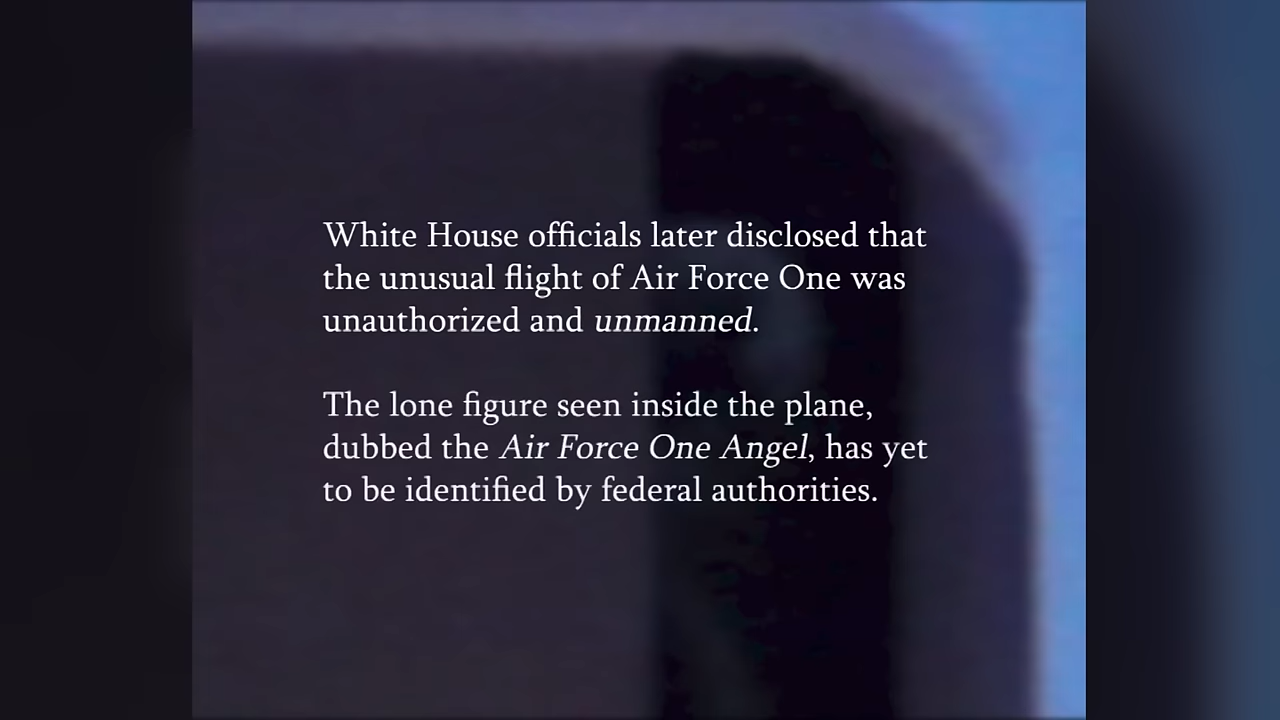 White House officials later disclosed that
the unusual flight of Air Force One was
unauthorized and unmanned.
The lone figure seen inside the plane,
dubbed the Air Force One Angel, has yet
to be identified by federal authorities.